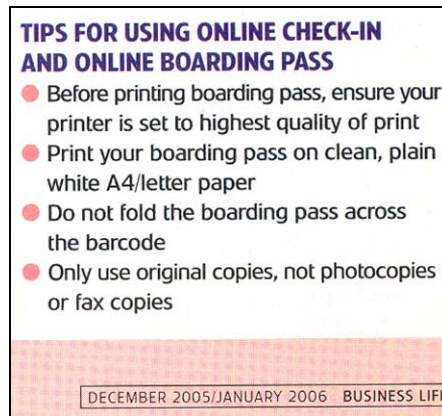 TIPS FOR USING ONLINE CHECK-IN
AND ONLINE BOARDING PASS
Before printing boarding pass, ensure your
printer is set to highest quality of print
Print your boarding pass on clean, plain
white A4/letter paper
Do not fold the boarding pass across
the barcode
Only use original copies, not photocopies
or fax copies
DECEMBER 2005/JANUARY 2006 BUSINESS